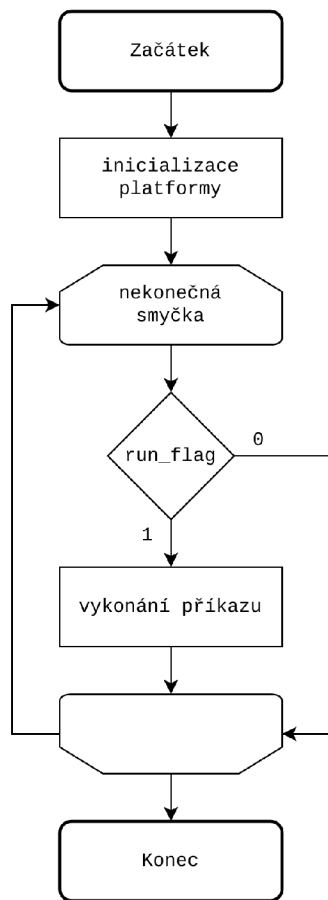 Začátek
inicializace
platformy
nekonečná
smyčka
run_flag
0
1
vykonání příkazu
Konec